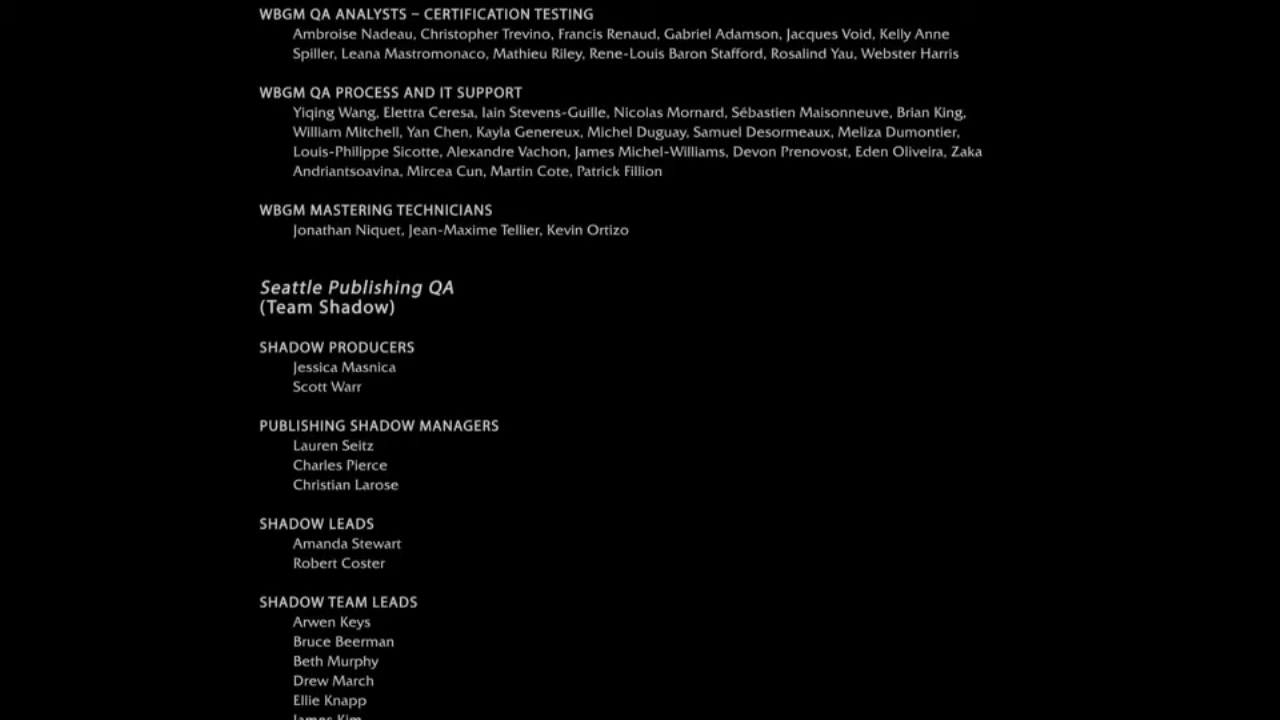 WBGM QA ANALYSTS – CERTIFICATION TESTING
Ambroise Nadeau, Christopher Trevino, Francis Renaud, Gabriel Adamson, Jacques Void, Kelly Anne
Spiller, Leana Mastromonaco, Mathieu Riley, Rene-Louis Baron Stafford, Rosalind Yau, Webster Harris
WBGM QA PROCESS AND IT SUPPORT
Yiqing Wang, Elettra Ceresa, Iain Stevens-Guille, Nicolas Mornard, Sébastien Maisonneuve, Brian King,
William Mitchell, Yan Chen, Kayla Genereux, Michel Duguay, Samuel Desormeaux, Meliza Dumontier,
Louis-Philippe Sicotte, Alexandre Vachon, James Michel-Williams, Devon Prenovost, Eden Oliveira, Zaka
Andriantsoavina, Mircea Cun, Martin Cote, Patrick Fillion
WBGM MASTERING TECHNICIANS
Jonathan Niquet, Jean-Maxime Tellier, Kevin Ortizo
Seattle Publishing QA
(Team Shadow)
SHADOW PRODUCERS
Jessica Masnica
Scott Warr
PUBLISHING SHADOW MANAGERS
Lauren Seitz
Charles Pierce
Christian Larose
SHADOW LEADS
Amanda Stewart
Robert Coster
SHADOW TEAM LEADS
Arwen Keys
Bruce Beerman
Beth Murphy
Drew March
Ellie Knapp
James Kim